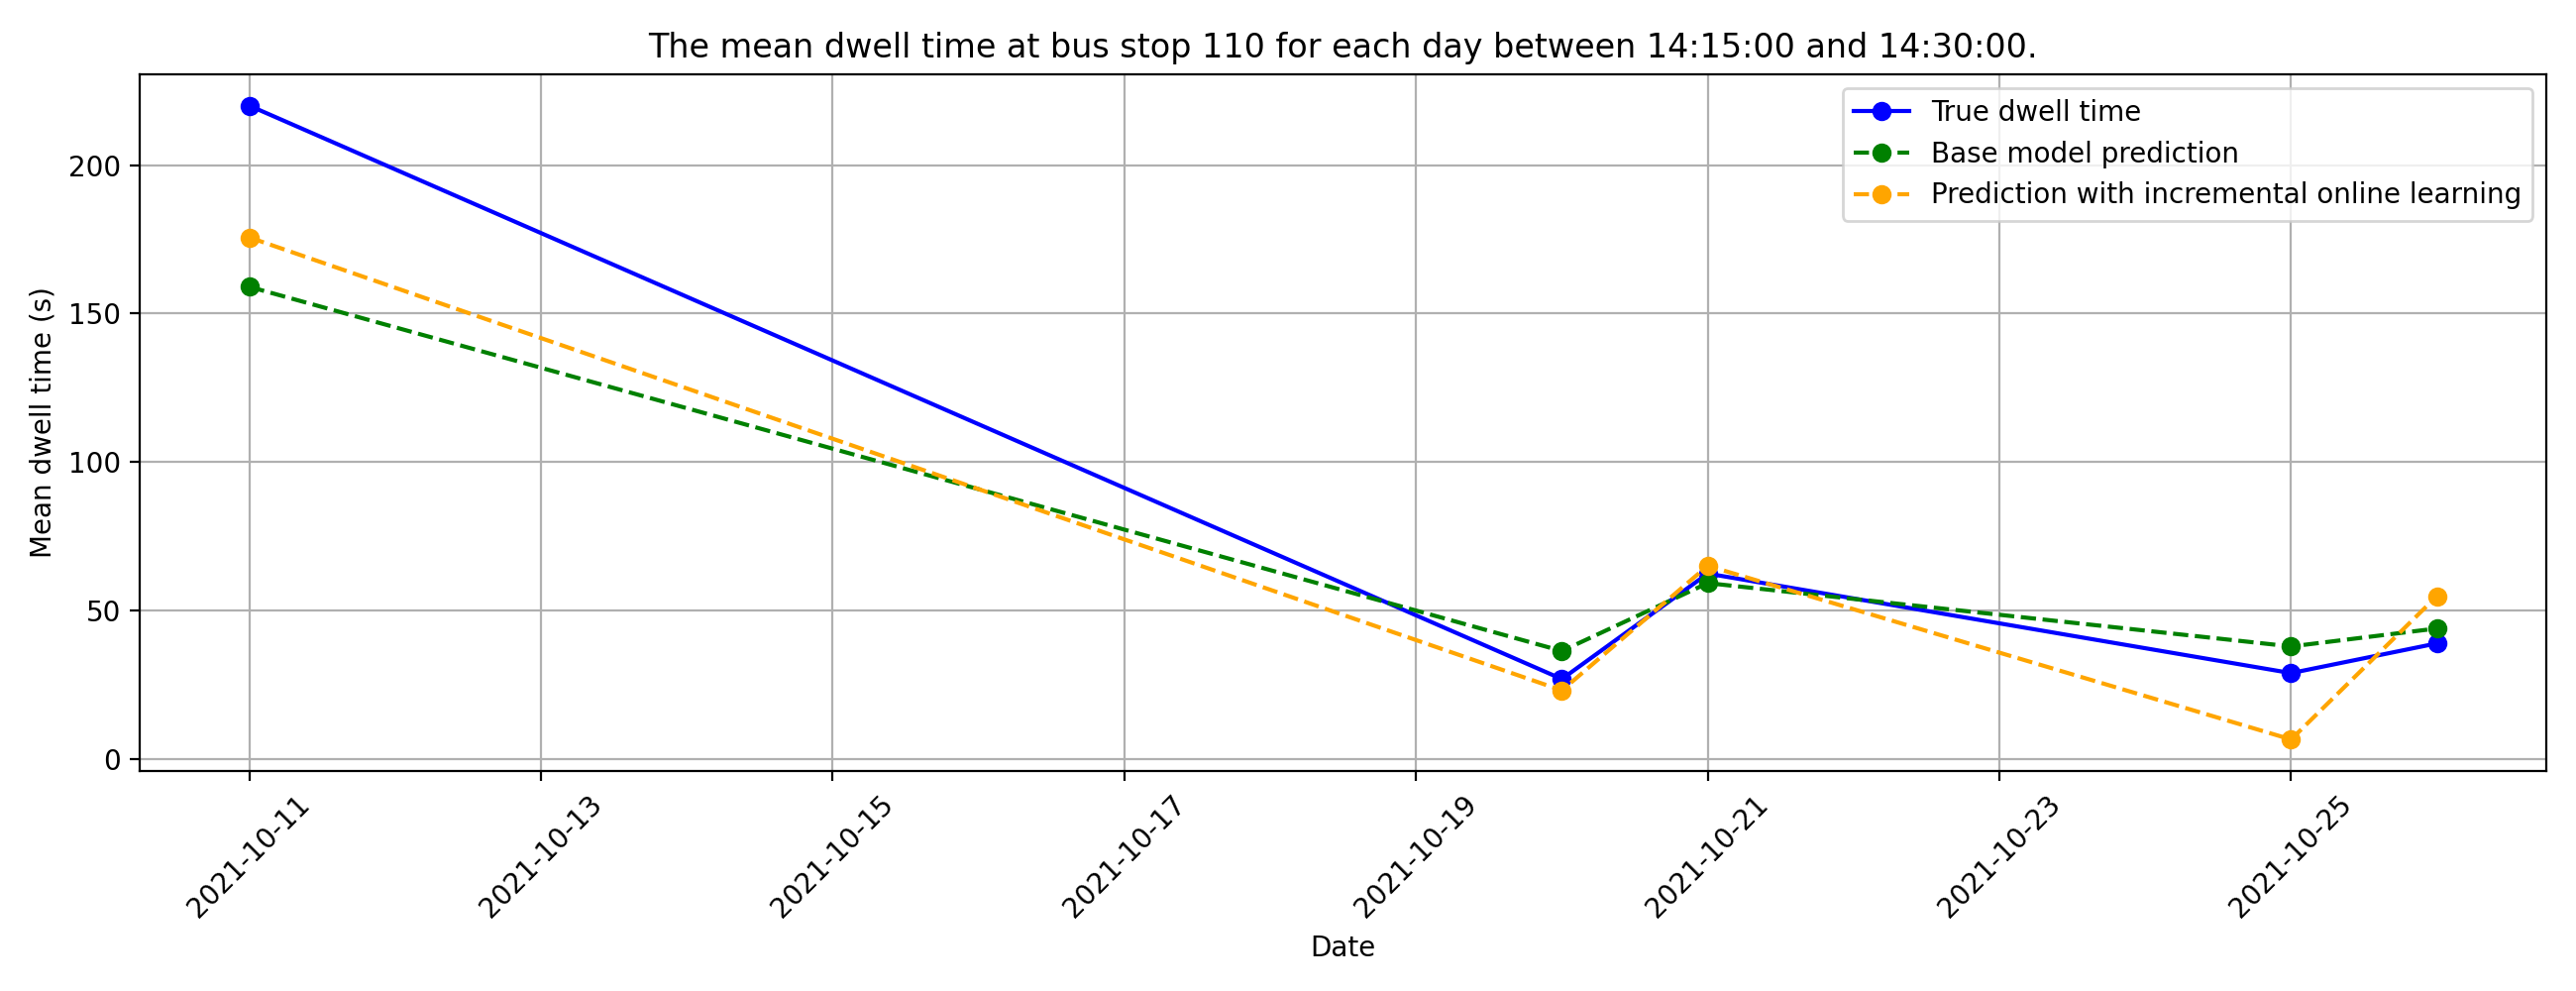 The mean dwell time at bus stop 110 for each day between 14:15:00 and 14:30:00.
True dwell time
Base model prediction
Prediction with incremental online learning
Mean dwell time (s)
200
150
100
50
0
2021-10-11
2021-10-13
2021-10-15
2021-10-17
2021-10-19
2021-10-21
2021-10-23
2021-10-25
Date